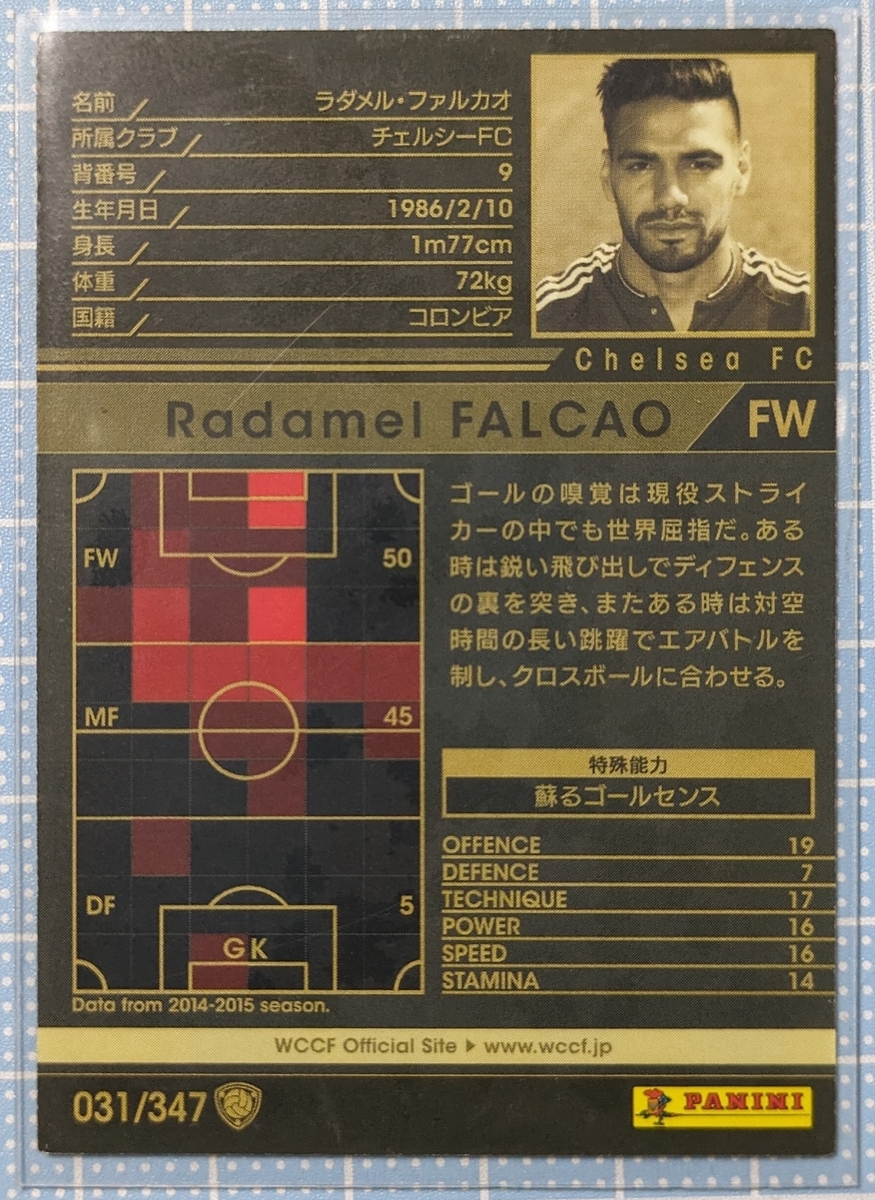 名前 ラダメル・ファルカオ
所属クラブ チェルシーFC
背番号 9
生年月日 1986/2/10
身長 1m77cm
体重 72kg
国籍 コロンビア
Chelsea FC
Radamel FALCAO FW
FW 50
MF 45
DF 5
GK
Data from 2014-2015 season.
ゴールの嗅覚は現役ストライ
カーの中でも世界屈指だ。ある
時は鋭い飛び出しでディフェンス
の裏を突き、またある時は対空
時間の長い跳躍でエアバトルを
制し、クロスボールに合わせる。
特殊能力
蘇るゴールセンス
OFFENCE 19
DEFENCE 7
TECHNIQUE 17
POWER 16
SPEED 16
STAMINA 14
WCCF Official Site ▶ www.wccf.jp
031/347
PANINI